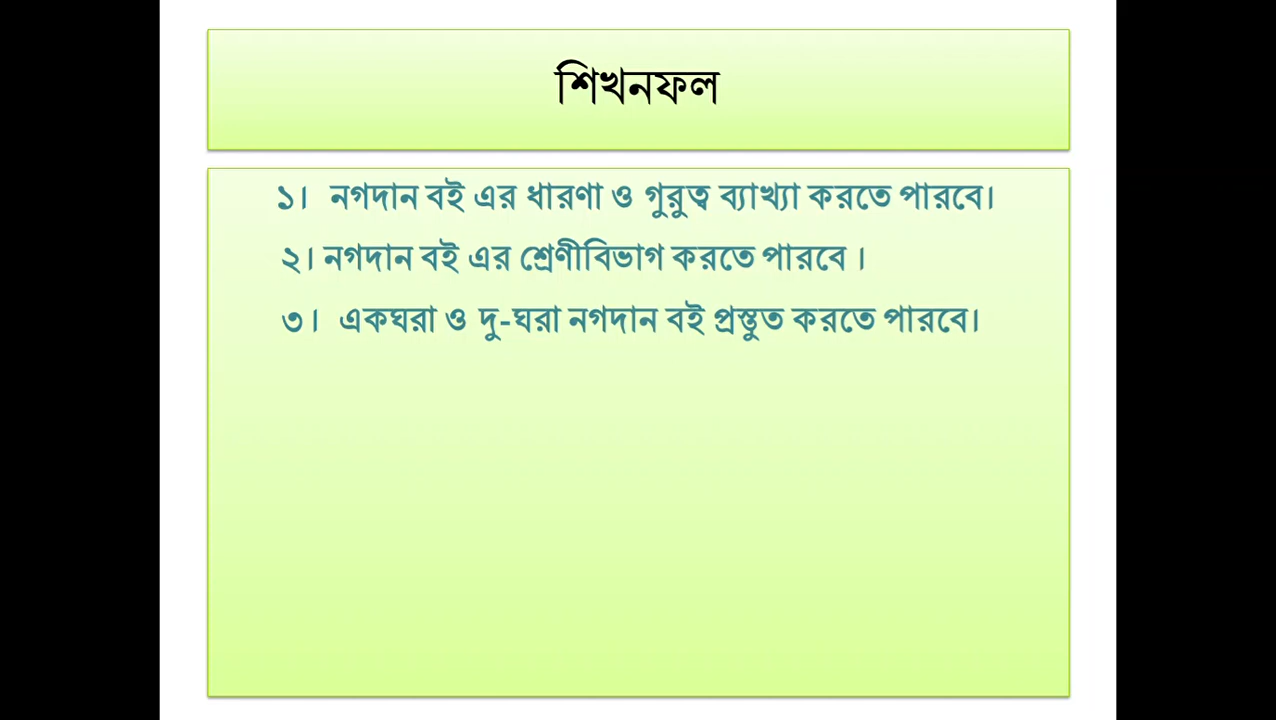 শিখনফল
১। নগদান বই এর ধারণা ও গুরুত্ব ব্যাখ্যা করতে পারবে।
২। নগদান বই এর শ্রেণীবিভাগ করতে পারবে ।
৩। একঘরা ও দু-ঘরা নগদান বই প্রস্তুত করতে পারবে।